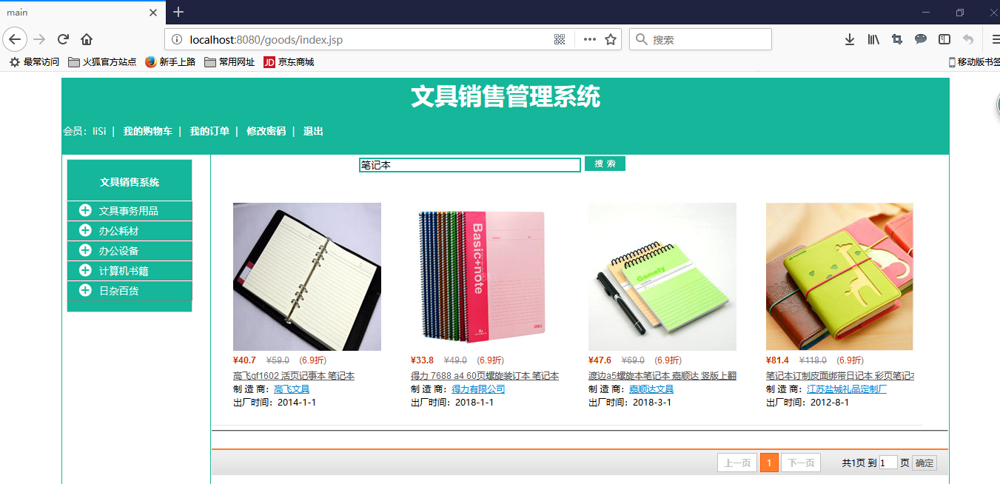 main
localhost:8080/goods/index.jsp
搜索
最常访问 火狐官方站点 新手上路 常用网址 JD 京东商城 移动版书签
文具销售管理系统
会员：liSi | 我的购物车 | 我的订单 | 修改密码 | 退出
笔记本 搜 索
文具销售系统
文具事务用品
办公耗材
办公设备
计算机书籍
日杂百货
Basic+note
deli
Gamely
¥40.7 ¥59.0 (6.9折)
高飞gf1602 活页记事本 笔记本
制 造 商：高飞文具
出厂时间：2014-1-1
¥33.8 ¥49.0 (6.9折)
得力 7688 a4 60页螺旋装订本 笔记本
制 造 商：得力有限公司
出厂时间：2018-1-1
¥47.6 ¥69.0 (6.9折)
渡边a5螺旋本笔记本 嘉顺达 竖版上翻
制 造 商：嘉顺达文具
出厂时间：2018-3-1
¥81.4 ¥118.0 (6.9折)
笔记本订制皮面绑带日记本 彩页笔记本
制 造 商：江苏盐城礼品定制厂
出厂时间：2012-8-1
上一页 1 下一页 共1页 到 1 页 确定